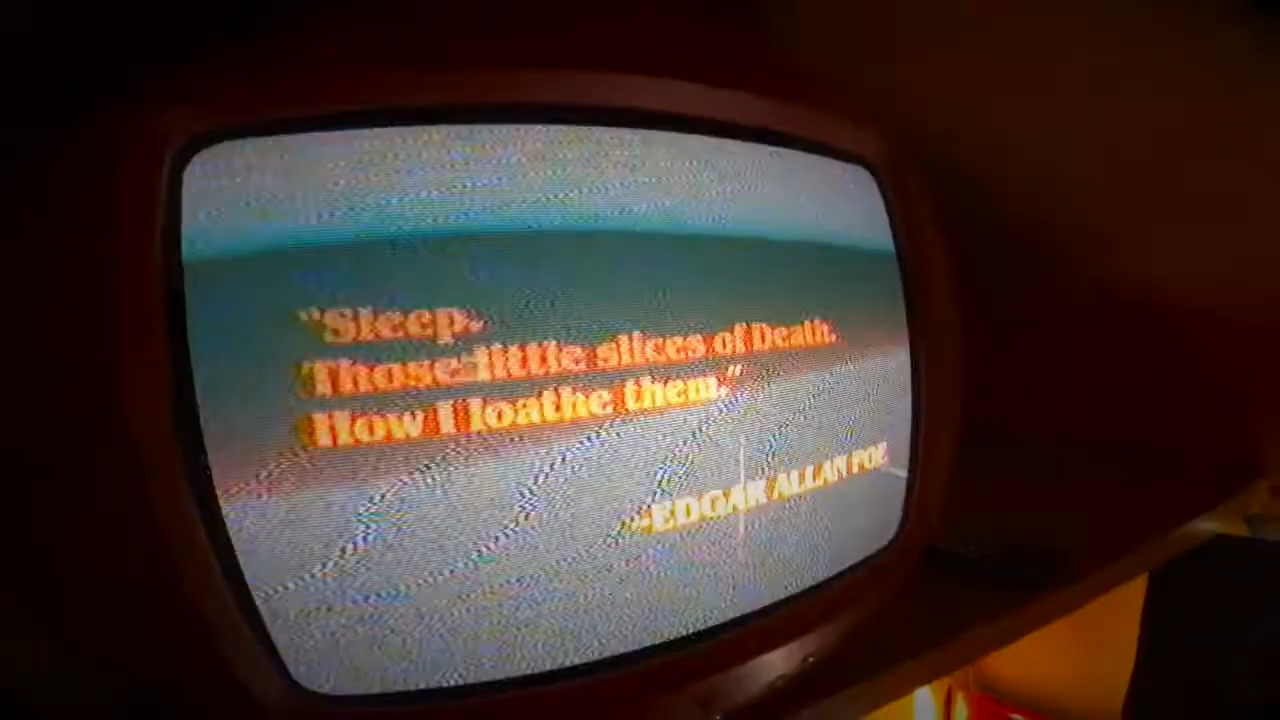 "Sleep.
Those little slices of Death.
How I loathe them."
-EDGAR ALLAN POE